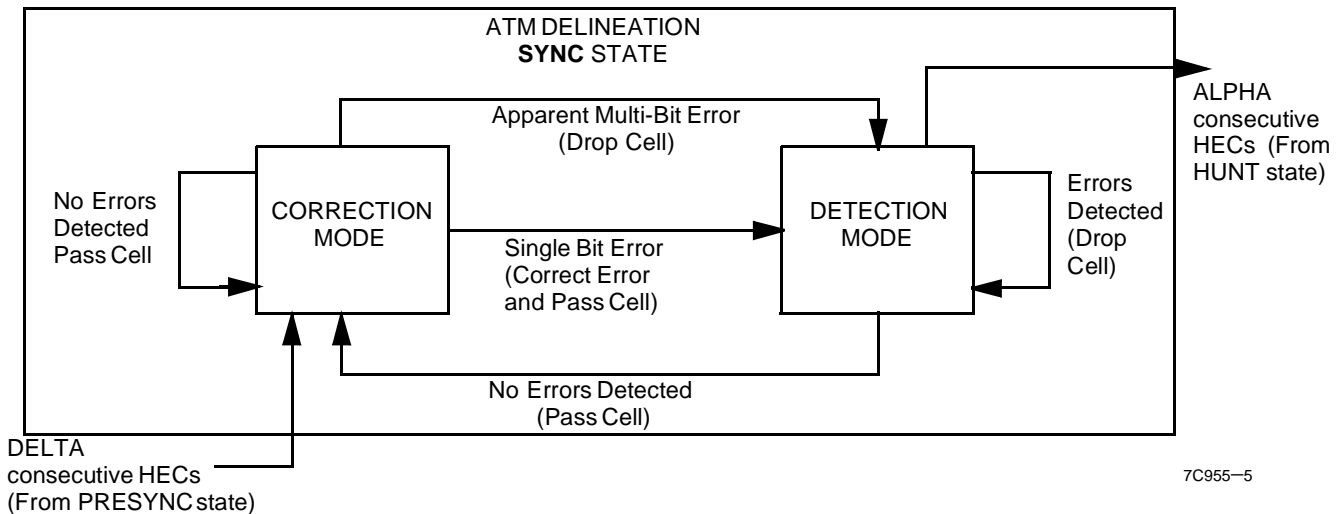 ATM DELINEATION
SYNC STATE
ALPHA
consecutive
HECs (From
HUNT state)
Apparent Multi-Bit Error
(Drop Cell)
No Errors
Detected
Pass Cell
CORRECTION
MODE
Single Bit Error
(Correct Error
and Pass Cell)
DETECTION
MODE
Errors
Detected
(Drop
Cell)
No Errors Detected
(Pass Cell)
DELTA
consecutive HECs
(From PRESYNC state)
7C955–5